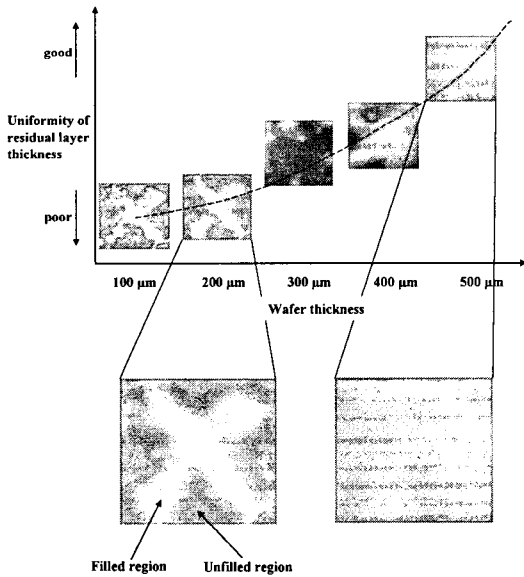 good
Uniformity of
residual layer
thickness
poor
100 µm
200 µm
300 µm
400 µm
500 µm
Wafer thickness
Filled region
Unfilled region